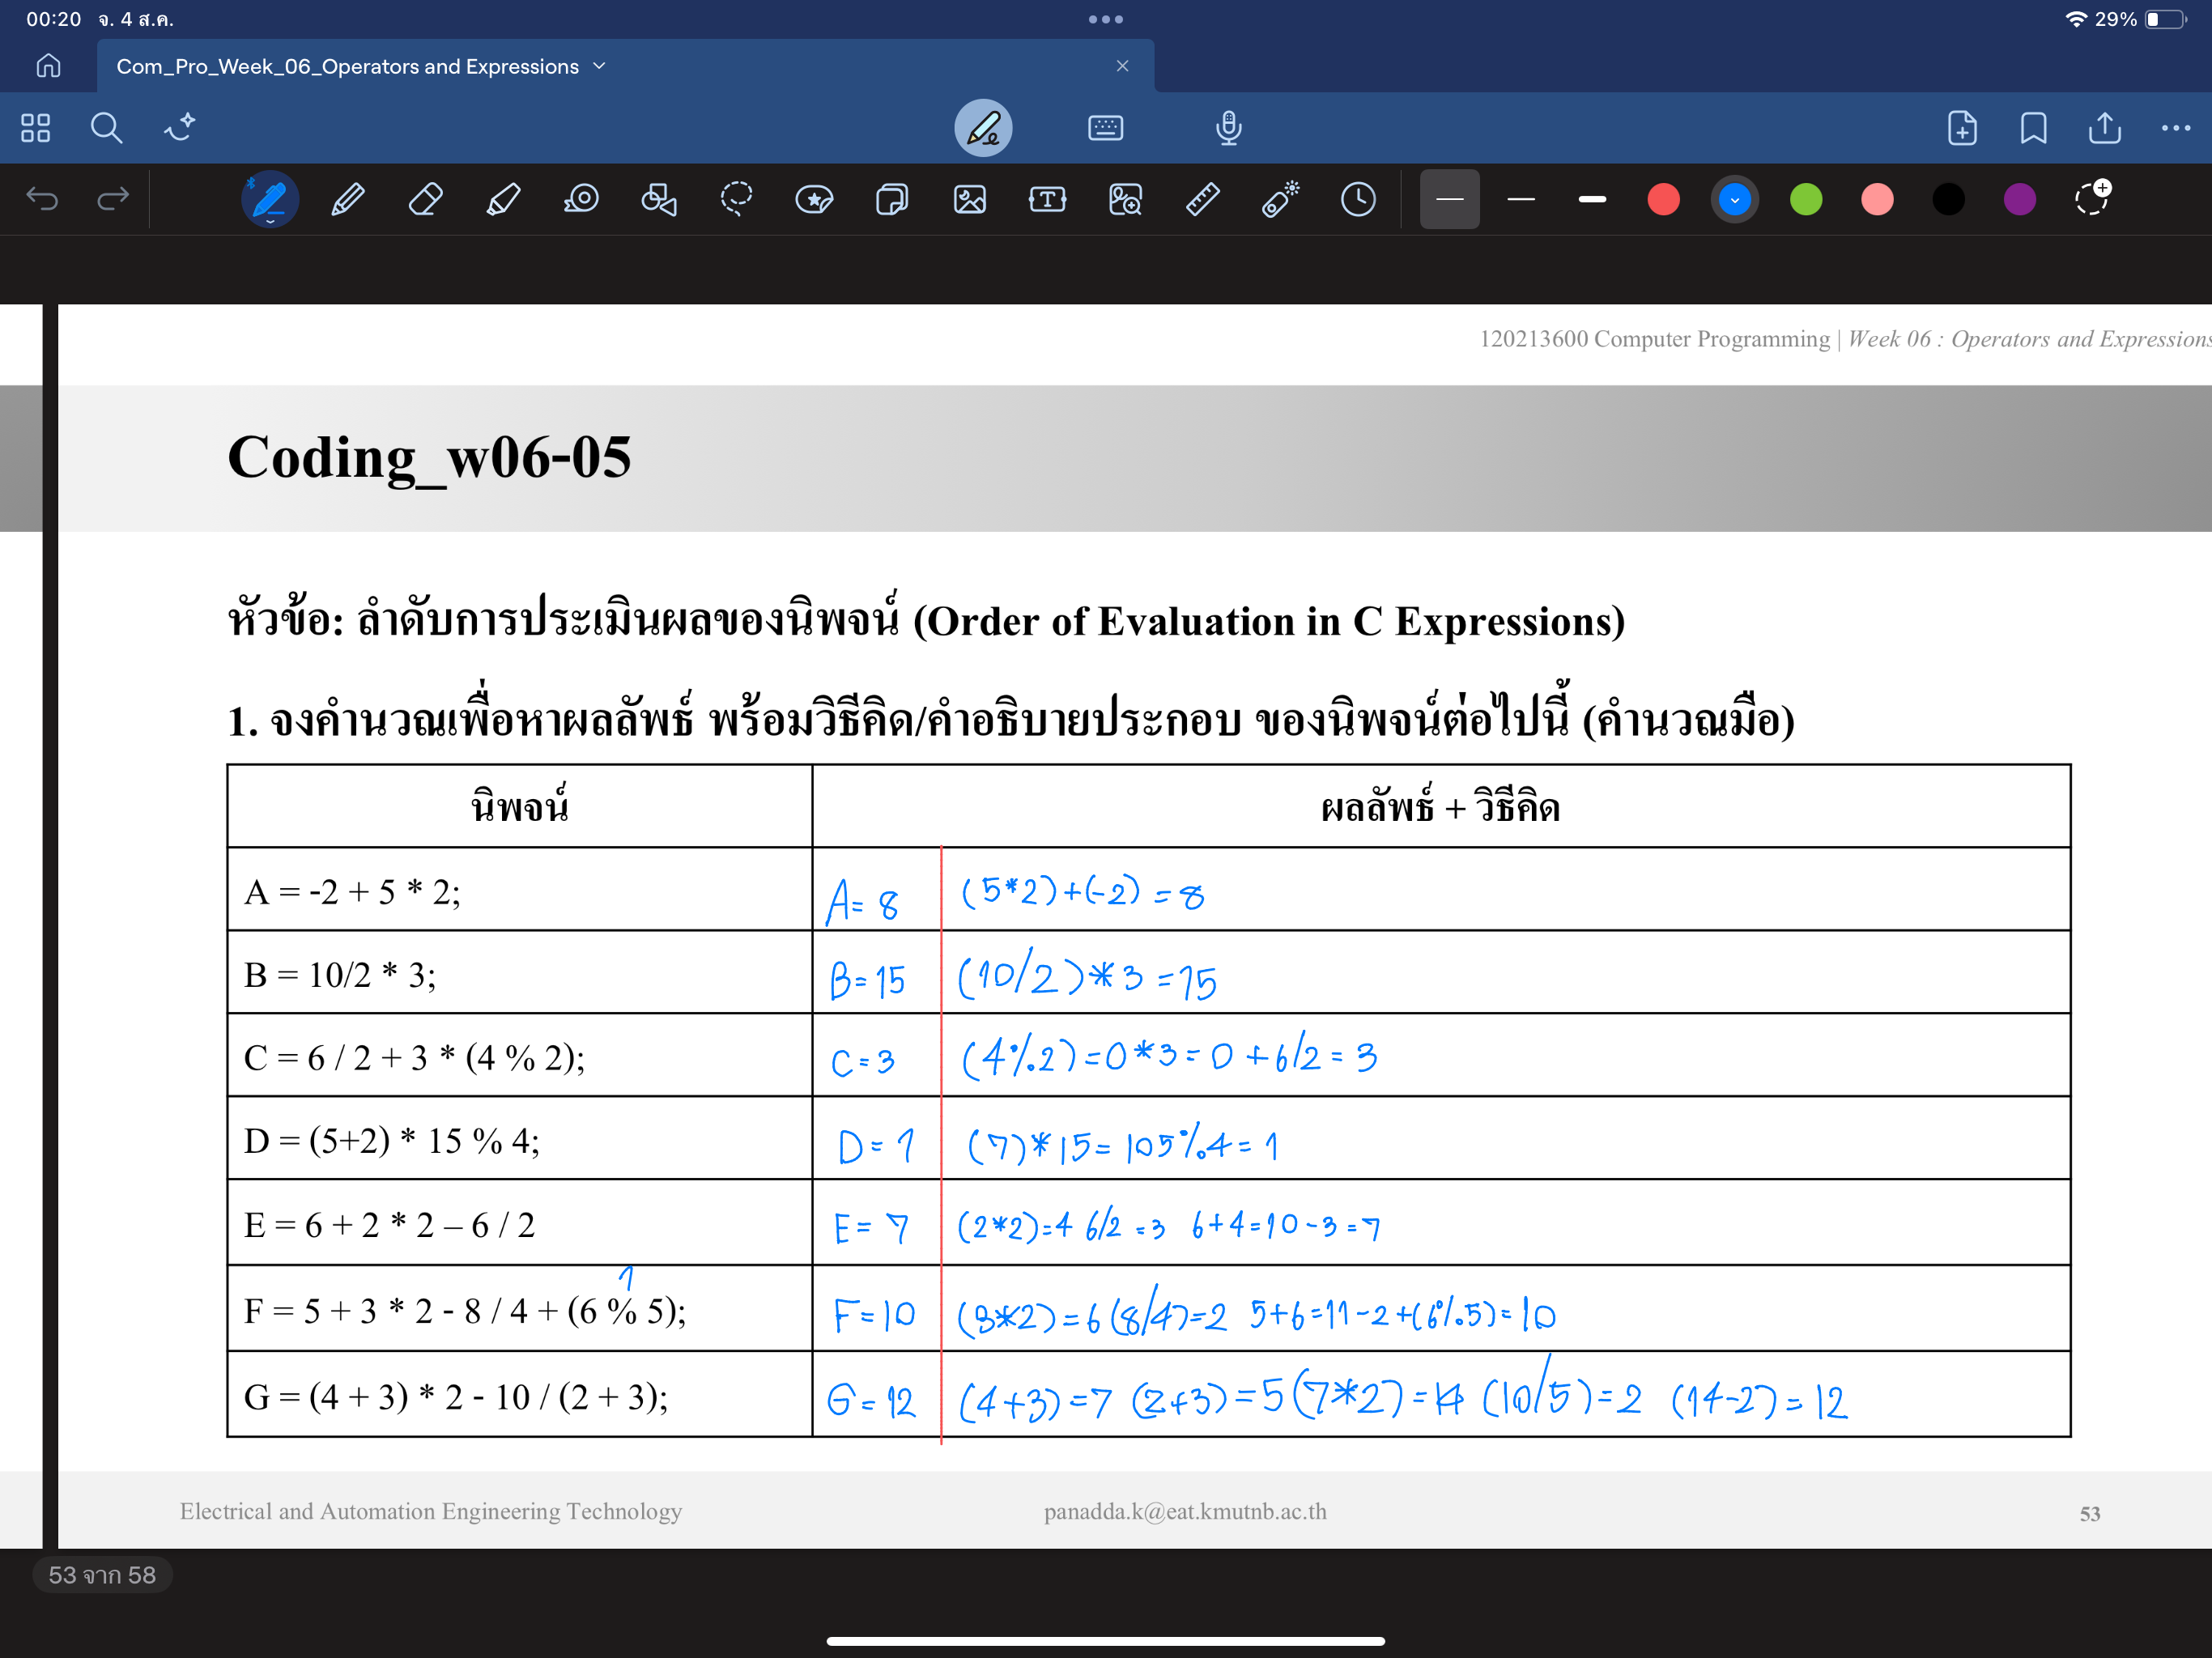 00:20 จ. 4 ส.ค.
29%
Com_Pro_Week_06_Operators and Expressions
120213600 Computer Programming | Week 06 : Operators and Expressions
Coding_w06-05
หัวข้อ: ลำดับการประเมินผลของนิพจน์ (Order of Evaluation in C Expressions)
1. จงคำนวณเพื่อหาผลลัพธ์ พร้อมวิธีคิด/คำอธิบายประกอบ ของนิพจน์ต่อไปนี้ (คำนวณมือ)
นิพจน์ ผลลัพธ์ + วิธีคิด
A = -2 + 5 * 2; A= 8 (5*2)+(-2) = 8
B = 10/2 * 3; B=15 (10/2)*3 =15
C = 6 / 2 + 3 * (4 % 2); C=3 (4%2)=0*3=0+6/2=3
D = (5+2) * 15 % 4; D=1 (7)*15=105%4=1
E = 6 + 2 * 2 – 6 / 2 E=7 (2*2)=4 6/2=3 6+4=10-3=7
1
F = 5 + 3 * 2 - 8 / 4 + (6 % 5); F=10 (3*2)=6(8/4)=2 5+6=11-2+(6%5)=10
G = (4 + 3) * 2 - 10 / (2 + 3); G=12 (4+3)=7 (2+3)=5(7*2)=14 (10/5)=2 (14-2)=12
Electrical and Automation Engineering Technology panadda.k@eat.kmutnb.ac.th 53
53 จาก 58